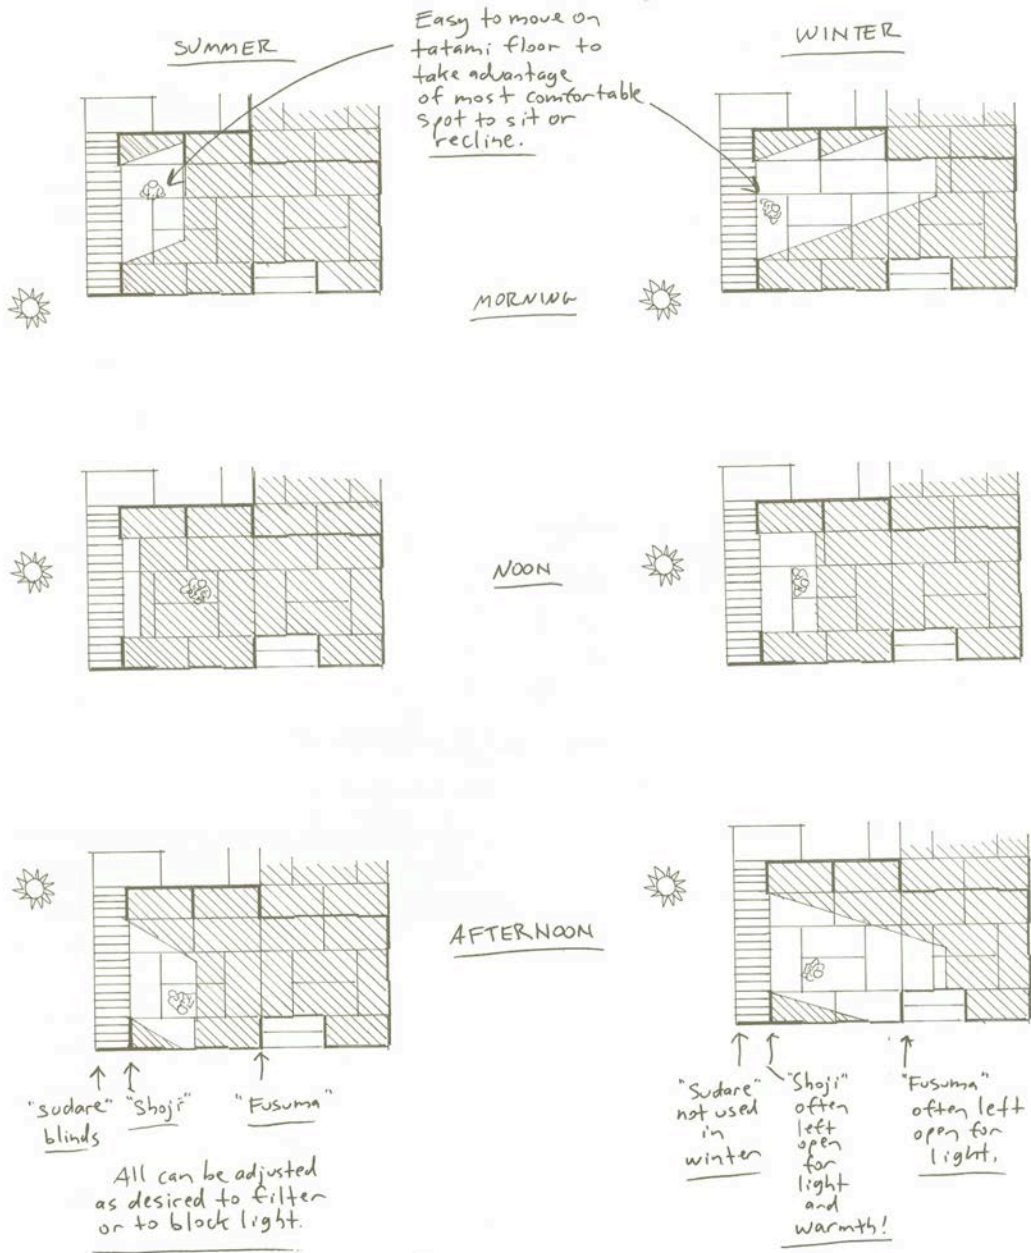 SUMMER
Easy to move on
tatami floor to
take advantage
of most comfortable
spot to sit or
recline.
WINTER
MORNING
NOON
AFTERNOON
"sudare"
blinds
"Shoji"
"Fusuma"
All can be adjusted
as desired to filter
or to block light.
"Sudare"
not used
in
winter
"Shoji"
often
left
open
for
light
and
warmth!
"Fusuma"
often left
open for
light.